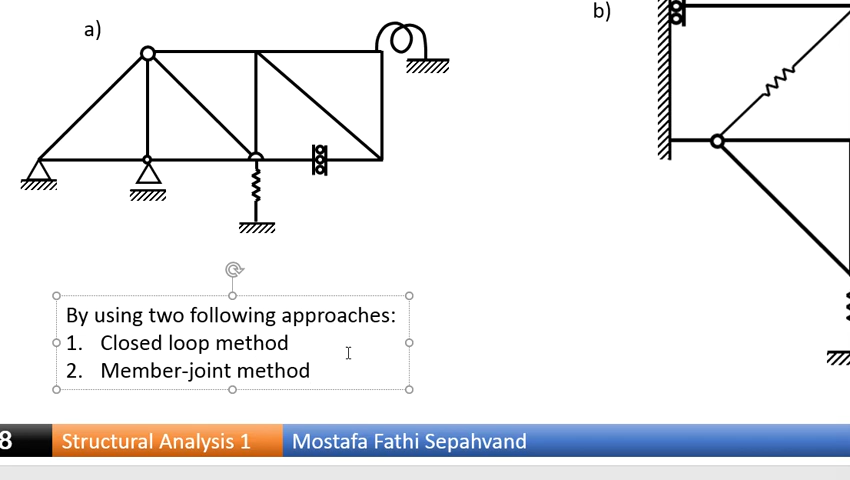 a)
b)
By using two following approaches:
1. Closed loop method
2. Member-joint method
8 Structural Analysis 1 Mostafa Fathi Sepahvand